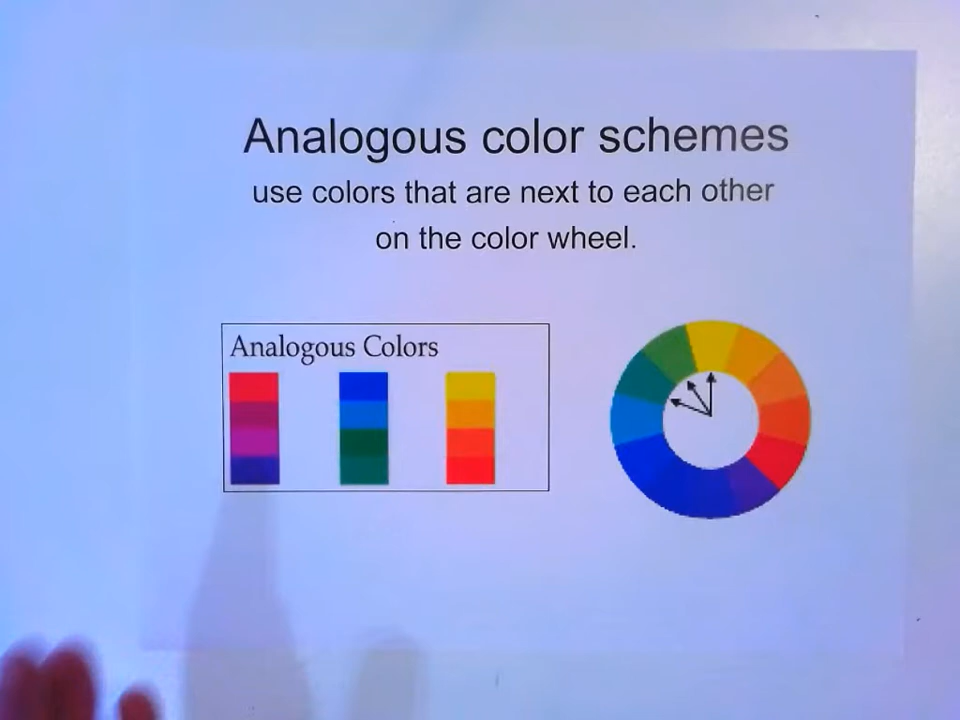 Analogous color schemes
use colors that are next to each other
on the color wheel.
Analogous Colors